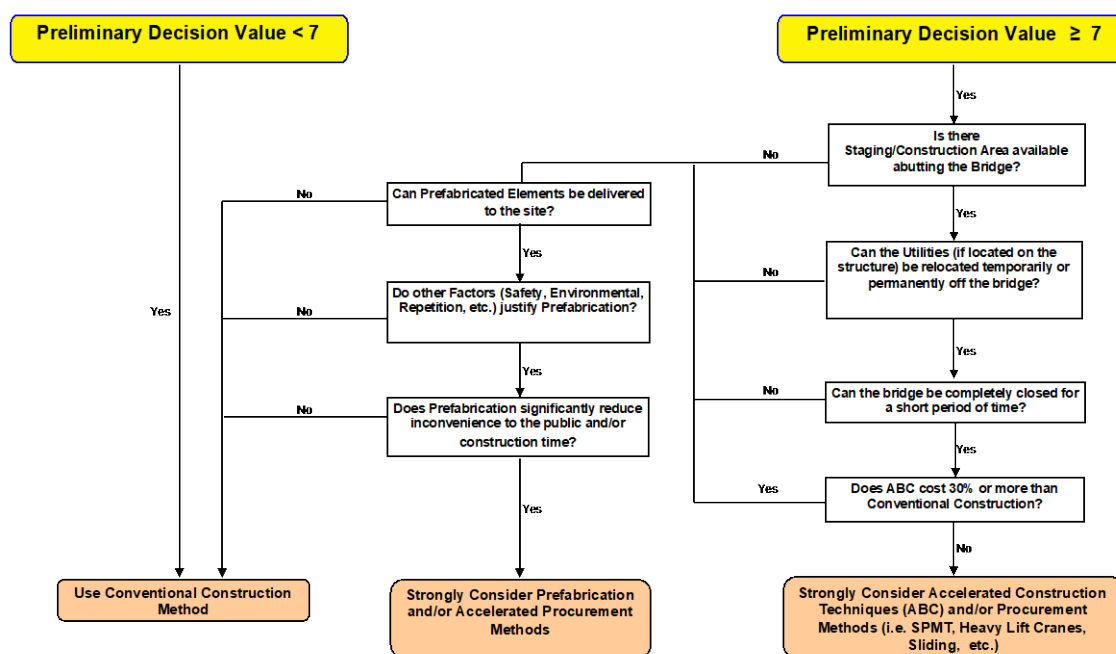 Preliminary Decision Value < 7
Preliminary Decision Value ≥ 7
Yes
Is there
Staging/Construction Area available
abutting the Bridge?
No
No
Can Prefabricated Elements be delivered
to the site?
Yes
Yes
Can the Utilities (if located on the
structure) be relocated temporarily or
permanently off the bridge?
No
Do other Factors (Safety, Environmental,
Repetition, etc.) justify Prefabrication?
No
Yes
Yes
Yes
Can the bridge be completely closed for
a short period of time?
No
Does Prefabrication significantly reduce
inconvenience to the public and/or
construction time?
No
Yes
Does ABC cost 30% or more than
Conventional Construction?
Yes
Yes
No
Use Conventional Construction
Method
Strongly Consider Prefabrication
and/or Accelerated Procurement
Methods
Strongly Consider Accelerated Construction
Techniques (ABC) and/or Procurement
Methods (i.e. SPMT, Heavy Lift Cranes,
Sliding, etc.)